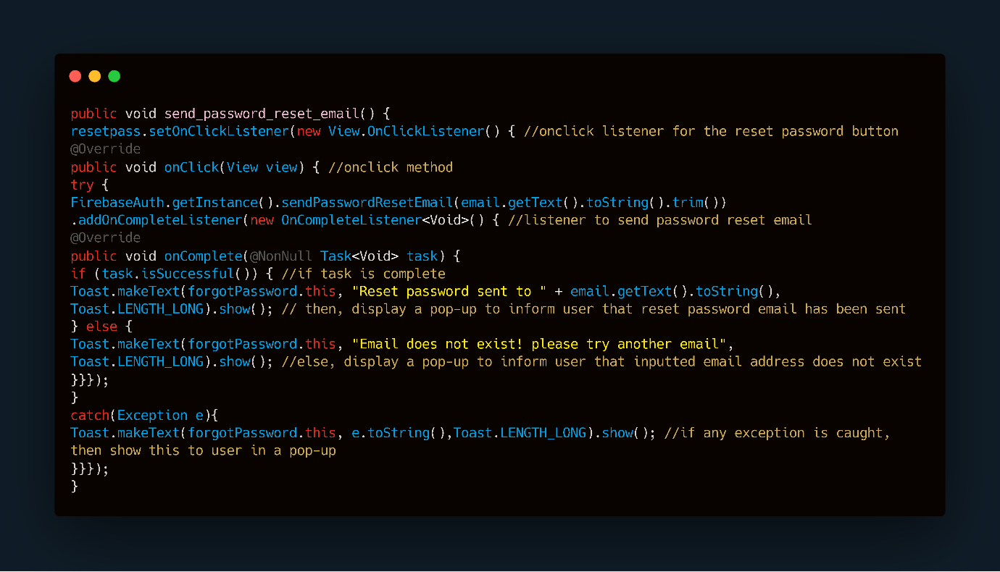 public void send_password_reset_email() {
resetpass.setOnClickListener(new View.OnClickListener() { //onclick listener for the reset password button
@Override
public void onClick(View view) { //onclick method
try {
FirebaseAuth.getInstance().sendPasswordResetEmail(email.getText().toString().trim())
.addOnCompleteListener(new OnCompleteListener<Void>() { //listener to send password reset email
@Override
public void onComplete(@NonNull Task<Void> task) {
if (task.isSuccessful()) { //if task is complete
Toast.makeText(forgotPassword.this, "Reset password sent to " + email.getText().toString(),
Toast.LENGTH_LONG).show(); // then, display a pop-up to inform user that reset password email has been sent
} else {
Toast.makeText(forgotPassword.this, "Email does not exist! please try another email",
Toast.LENGTH_LONG).show(); //else, display a pop-up to inform user that inputted email address does not exist
}}});
}
catch(Exception e){
Toast.makeText(forgotPassword.this, e.toString(),Toast.LENGTH_LONG).show(); //if any exception is caught,
then show this to user in a pop-up
}}});
}